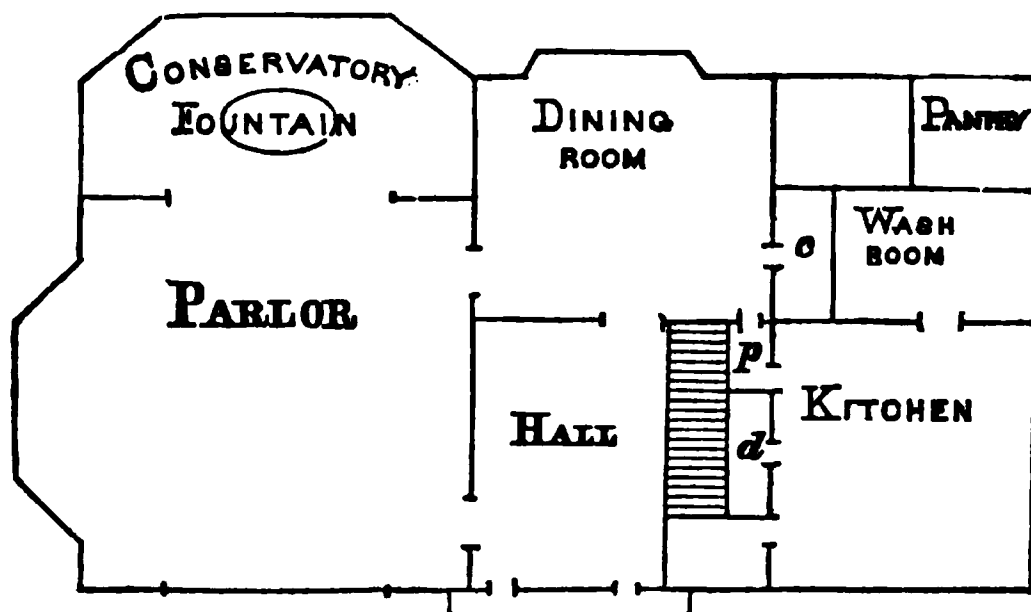 CONSERVATORY
FOUNTAIN
DINING
ROOM
PANTRY
WASH
ROOM
c
PARLOR
p
HALL
KITCHEN
d